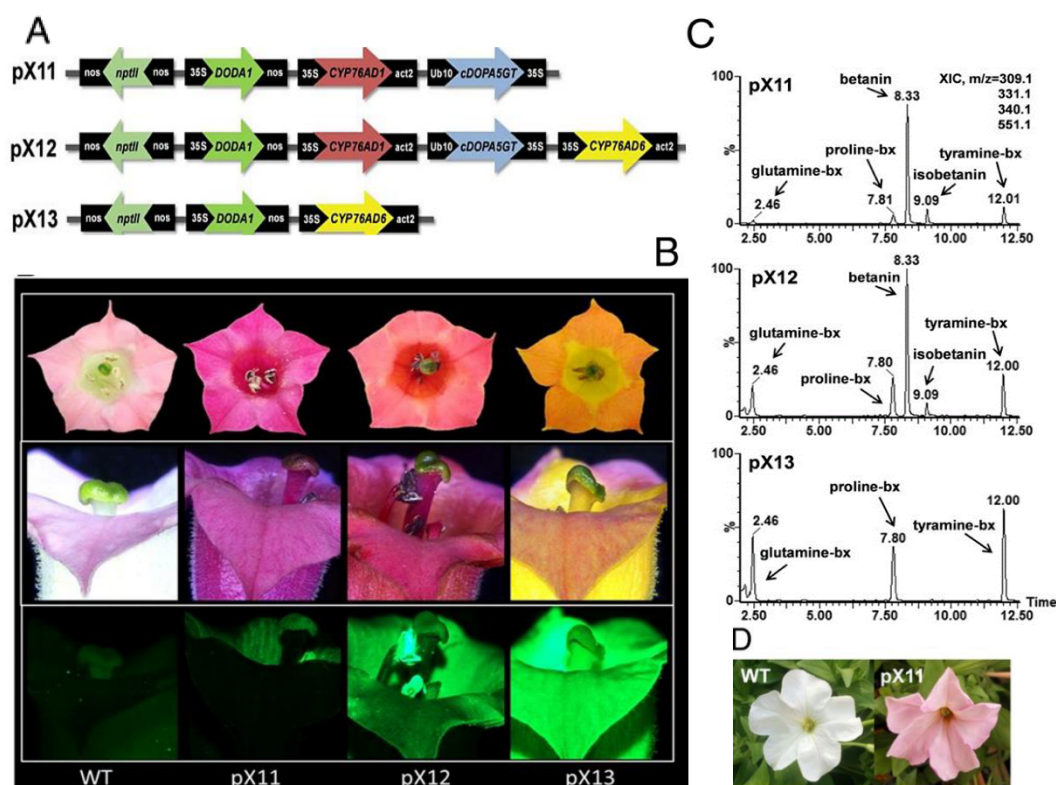 A
pX11
nos nptII nos 35S DODA1 nos 35S CYP76AD1 act2 Ub10 cDOPA5GT 35S
pX12
nos nptII nos 35S DODA1 nos 35S CYP76AD1 act2 Ub10 cDOPA5GT 35S 35S CYP76AD6 act2
pX13
nos nptII nos 35S DODA1 nos 35S CYP76AD6 act2
B
WT pX11 pX12 pX13
C
pX11
100
%
0
betanin
8.33
XIC, m/z=309.1
331.1
340.1
551.1
glutamine-bx
2.46
proline-bx
7.81
isobetanin
9.09
tyramine-bx
12.01
2.50 5.00 7.50 10.00 12.50
pX12
100
%
0
8.33
betanin
glutamine-bx
2.46
proline-bx
7.80
isobetanin
9.09
tyramine-bx
12.00
2.50 5.00 7.50 10.00 12.50
pX13
100
%
0
2.46
glutamine-bx
proline-bx
7.80
tyramine-bx
12.00
Time
2.50 5.00 7.50 10.00 12.50
D
WT pX11